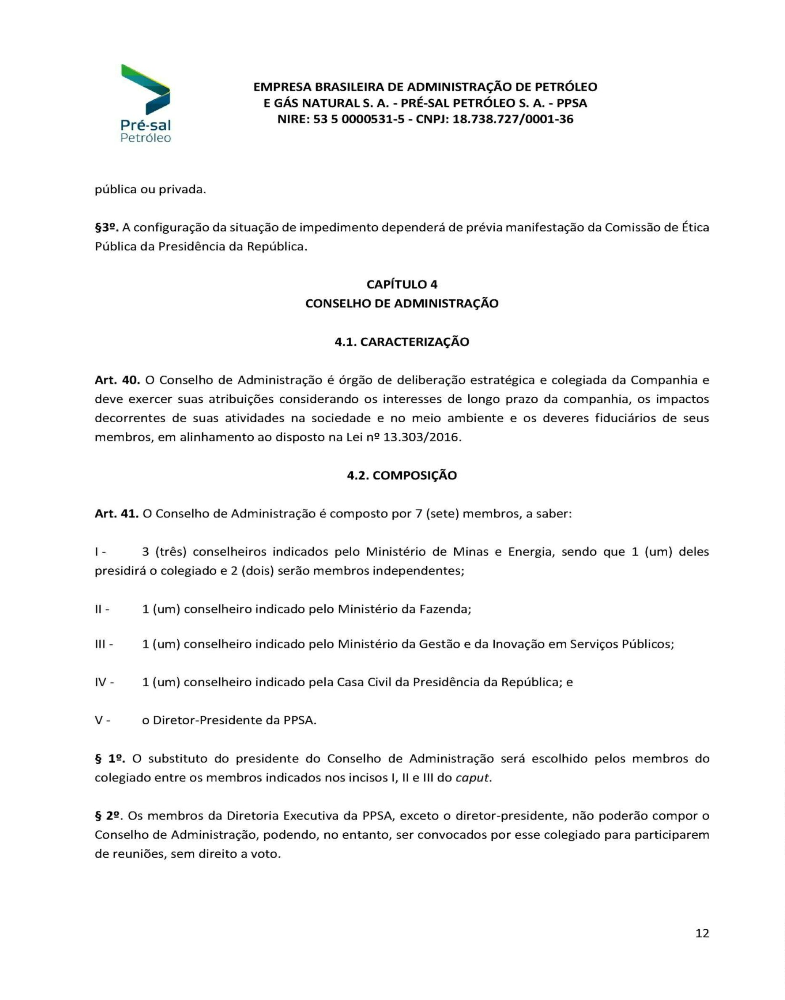 Pré-sal
Petróleo
EMPRESA BRASILEIRA DE ADMINISTRAÇÃO DE PETRÓLEO
E GÁS NATURAL S. A. - PRÉ-SAL PETRÓLEO S. A. - PPSA
NIRE: 53 5 0000531-5 - CNPJ: 18.738.727/0001-36
pública ou privada.
§3º. A configuração da situação de impedimento dependerá de prévia manifestação da Comissão de Ética
Pública da Presidência da República.
CAPÍTULO 4
CONSELHO DE ADMINISTRAÇÃO
4.1. CARACTERIZAÇÃO
Art. 40. O Conselho de Administração é órgão de deliberação estratégica e colegiada da Companhia e
deve exercer suas atribuições considerando os interesses de longo prazo da companhia, os impactos
decorrentes de suas atividades na sociedade e no meio ambiente e os deveres fiduciários de seus
membros, em alinhamento ao disposto na Lei nº 13.303/2016.
4.2. COMPOSIÇÃO
Art. 41. O Conselho de Administração é composto por 7 (sete) membros, a saber:
I - 3 (três) conselheiros indicados pelo Ministério de Minas e Energia, sendo que 1 (um) deles
presidirá o colegiado e 2 (dois) serão membros independentes;
II - 1 (um) conselheiro indicado pelo Ministério da Fazenda;
III - 1 (um) conselheiro indicado pelo Ministério da Gestão e da Inovação em Serviços Públicos;
IV - 1 (um) conselheiro indicado pela Casa Civil da Presidência da República; e
V - o Diretor-Presidente da PPSA.
§ 1º. O substituto do presidente do Conselho de Administração será escolhido pelos membros do
colegiado entre os membros indicados nos incisos I, II e III do caput.
§ 2º. Os membros da Diretoria Executiva da PPSA, exceto o diretor-presidente, não poderão compor o
Conselho de Administração, podendo, no entanto, ser convocados por esse colegiado para participarem
de reuniões, sem direito a voto.
12